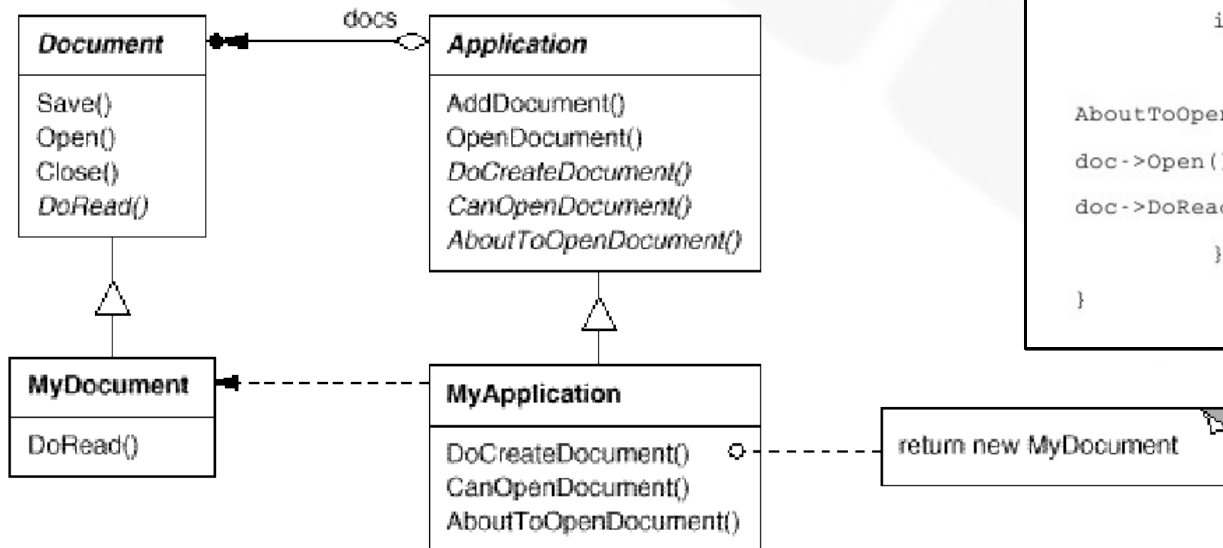 docs
Document
Save()
Open()
Close()
DoRead()
Application
AddDocument()
OpenDocument()
DoCreateDocument()
CanOpenDocument()
AboutToOpenDocument()
MyDocument
DoRead()
MyApplication
DoCreateDocument()
CanOpenDocument()
AboutToOpenDocument()
return new MyDocument
doc->Open(
}
}